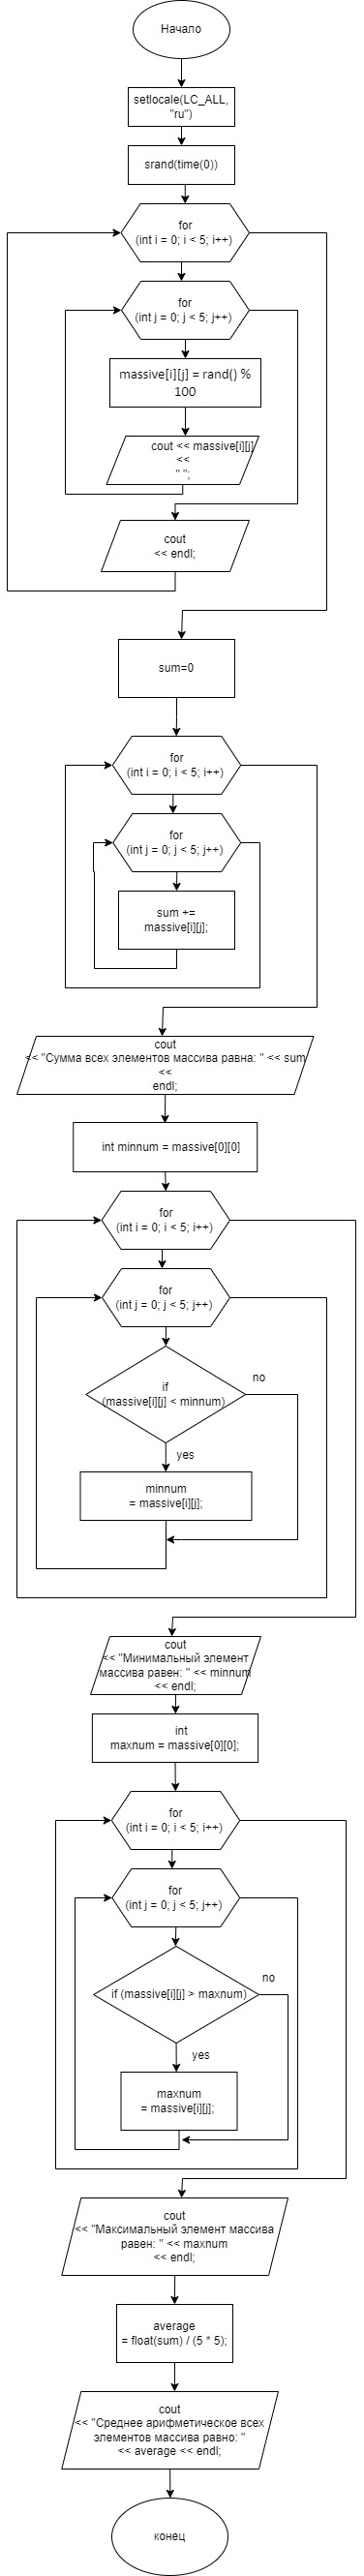 Начало
setlocale(LC_ALL,
"ru")
srand(time(0))
for
(int i = 0; i < 5; i++)
for
(int j = 0; j < 5; j++)
massive[i][j] = rand() %
100
cout << massive[i][j]
<<
" ";
cout
<< endl;
sum=0
for
(int i = 0; i < 5; i++)
for
(int j = 0; j < 5; j++)
sum +=
massive[i][j];
cout
<< "Сумма всех элементов массива равна: " << sum
<<
endl;
int minnum = massive[0][0]
for
(int i = 0; i < 5; i++)
for
(int j = 0; j < 5; j++)
if
(massive[i][j] < minnum)
no
yes
minnum
= massive[i][j];
cout
<< "Минимальный элемент
массива равен: " << minnum
<< endl;
int
maxnum = massive[0][0];
for
(int i = 0; i < 5; i++)
for
(int j = 0; j < 5; j++)
if (massive[i][j] > maxnum)
no
yes
maxnum
= massive[i][j];
cout
<< "Максимальный элемент массива
равен: " << maxnum
<< endl;
average
= float(sum) / (5 * 5);
cout
<< "Среднее арифметическое всех
элементов массива равно: "
<< average << endl;
конец